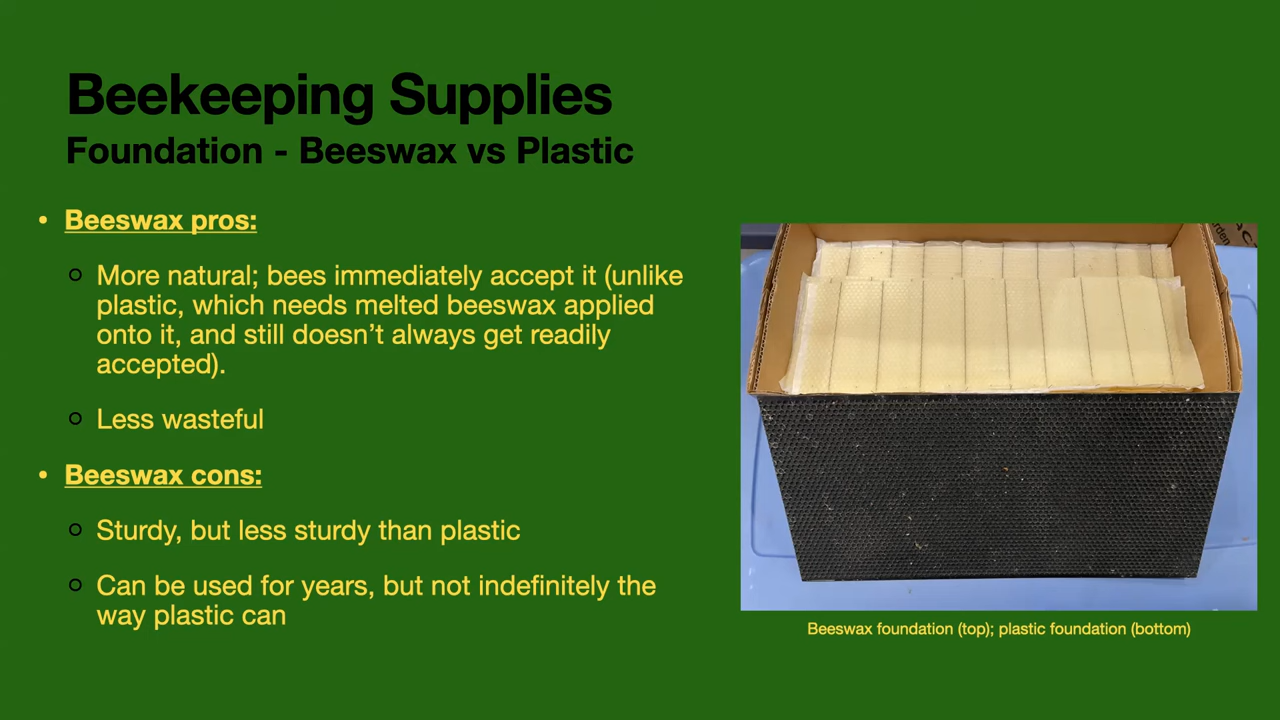 Beekeeping Supplies
Foundation - Beeswax vs Plastic
• Beeswax pros:
More natural; bees immediately accept it (unlike
plastic, which needs melted beeswax applied
onto it, and still doesn’t always get readily
accepted).
Less wasteful
• Beeswax cons:
Sturdy, but less sturdy than plastic
Can be used for years, but not indefinitely the
way plastic can
Beeswax foundation (top); plastic foundation (bottom)